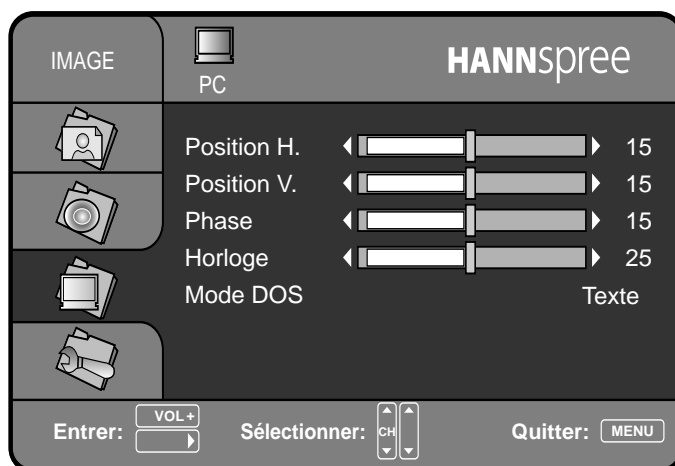 IMAGE
PC
HANNspree
Position H. 15
Position V. 15
Phase 15
Horloge 25
Mode DOS Texte
Entrer: VOL+ Sélectionner: CH Quitter: MENU